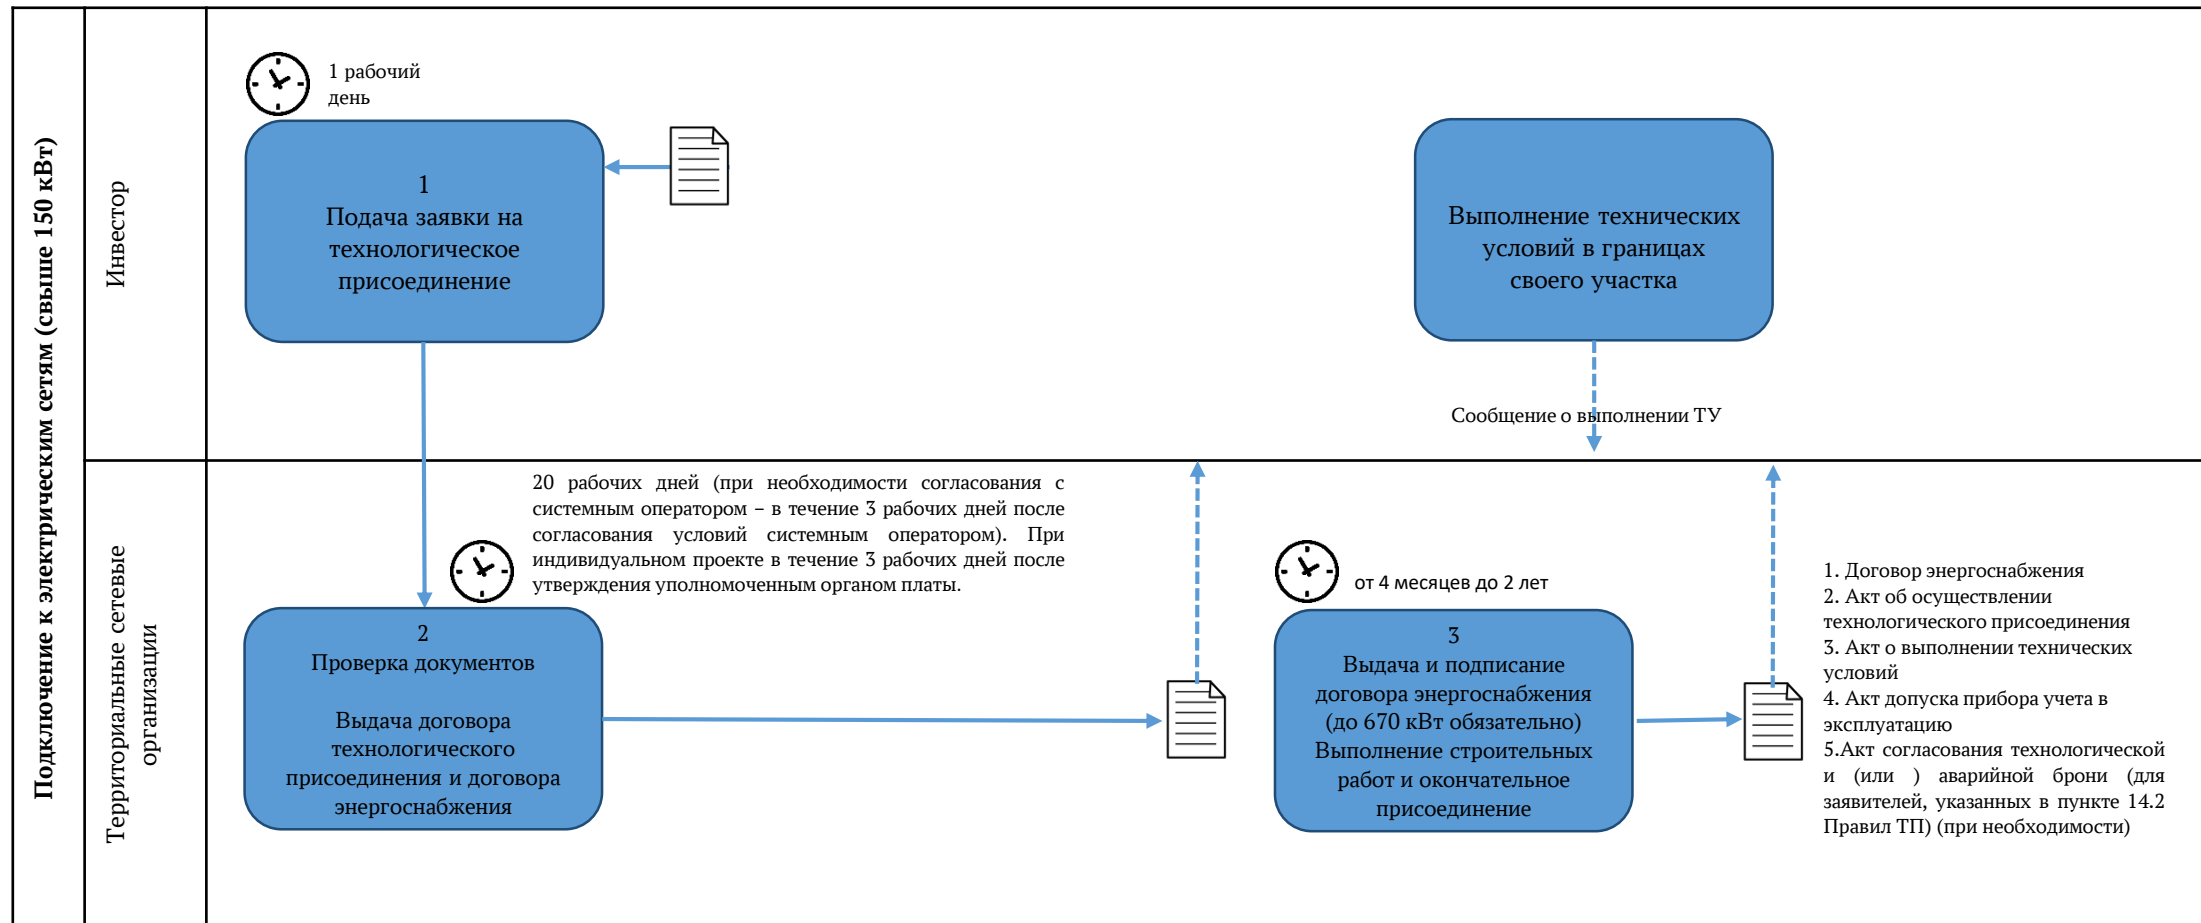 Подключение к электрическим сетям (свыше 150 кВт)
Инвестор
1 рабочий
день
1
Подача заявки на
технологическое
присоединение
Выполнение технических
условий в границах
своего участка
Сообщение о выполнении ТУ
Территориальные сетевые
организации
20 рабочих дней (при необходимости согласования с
системным оператором – в течение 3 рабочих дней после
согласования условий системным оператором). При
индивидуальном проекте в течение 3 рабочих дней после
утверждения уполномоченным органом платы.
2
Проверка документов
Выдача договора
технологического
присоединения и договора
энергоснабжения
от 4 месяцев до 2 лет
3
Выдача и подписание
договора энергоснабжения
(до 670 кВт обязательно)
Выполнение строительных
работ и окончательное
присоединение
1. Договор энергоснабжения
2. Акт об осуществлении
технологического присоединения
3. Акт о выполнении технических
условий
4. Акт допуска прибора учета в
эксплуатацию
5.Акт согласования технологической
и (или ) аварийной брони (для
заявителей, указанных в пункте 14.2
Правил ТП) (при необходимости)